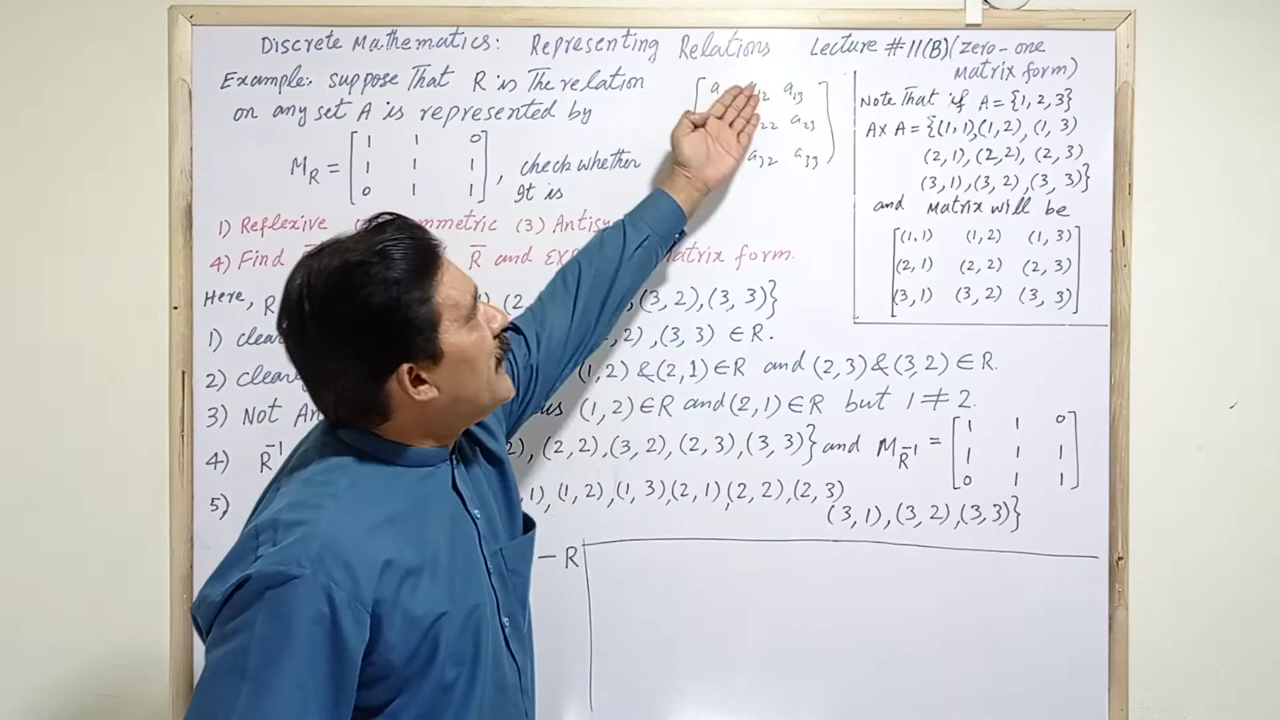 Discrete Mathematics: Representing Relations Lecture #11(B)(zero-one
Matrix form)
Example: suppose That R is The relation
on any set A is represented by
M_R = [1 1 0
1 1 1
0 1 1], check whether
It is
1) Reflexive (2) symmetric (3)
4) Find R̄ and matrix form.
a₁₃
a₂₃
a₃₂ a₃₃
Note That if A = {1, 2, 3}
A x A = {(1, 1),(1, 2), (1, 3)
(2, 1), (2, 2), (2, 3)
(3, 1), (3, 2), (3, 3)}
and Matrix will be
[(1, 1) (1, 2) (1, 3)
(2, 1) (2, 2) (2, 3)
(3, 1) (3, 2) (3, 3)]
Here, R (3, 2), (3, 3)}
1) , (3, 3) ∈ R.
2) (1, 2) & (2, 1) ∈ R and (2, 3) & (3, 2) ∈ R.
3) Not (1, 2) ∈ R and (2, 1) ∈ R but 1 ≠ 2.
4) R⁻¹ , (2, 2), (3, 2), (2, 3), (3, 3)} and M_R⁻¹ = [1 1 0
1 1 1
0 1 1]
5) (1, 2), (1, 3), (2, 1), (2, 2), (2, 3)
(3, 1), (3, 2), (3, 3)}
— R